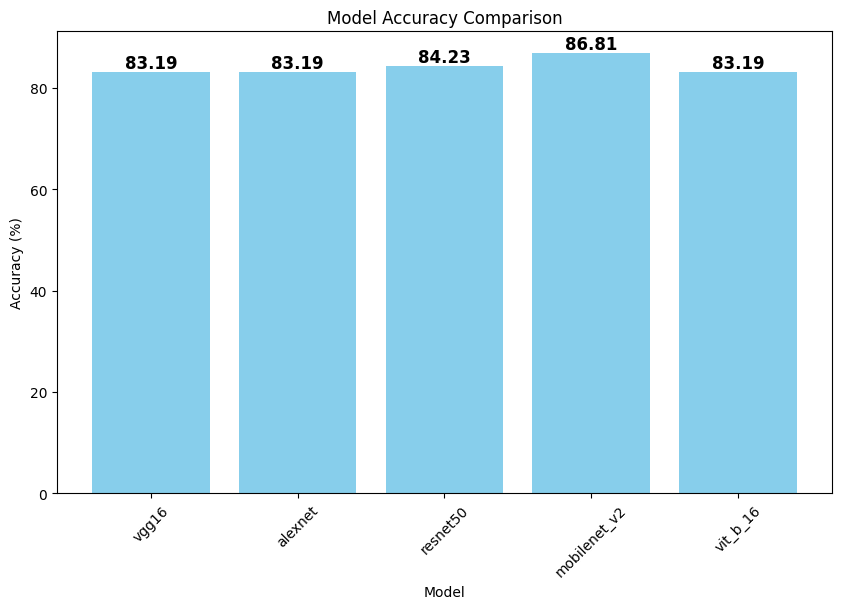 Model Accuracy Comparison
83.19
83.19
84.23
86.81
83.19
Accuracy (%)
80
60
40
20
0
vgg16
alexnet
resnet50
mobilenet_v2
vit_b_16
Model